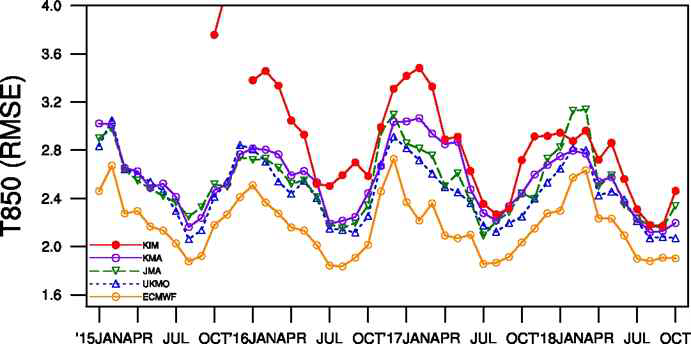 4.0
3.6
3.2
2.8
2.4
2.0
1.6
T850 (RMSE)
KIM
KMA
JMA
UKMO
ECMWF
'15JANAPR JUL OCT'16JANAPR JUL OCT'17JANAPR JUL OCT'18JANAPR JUL OCT